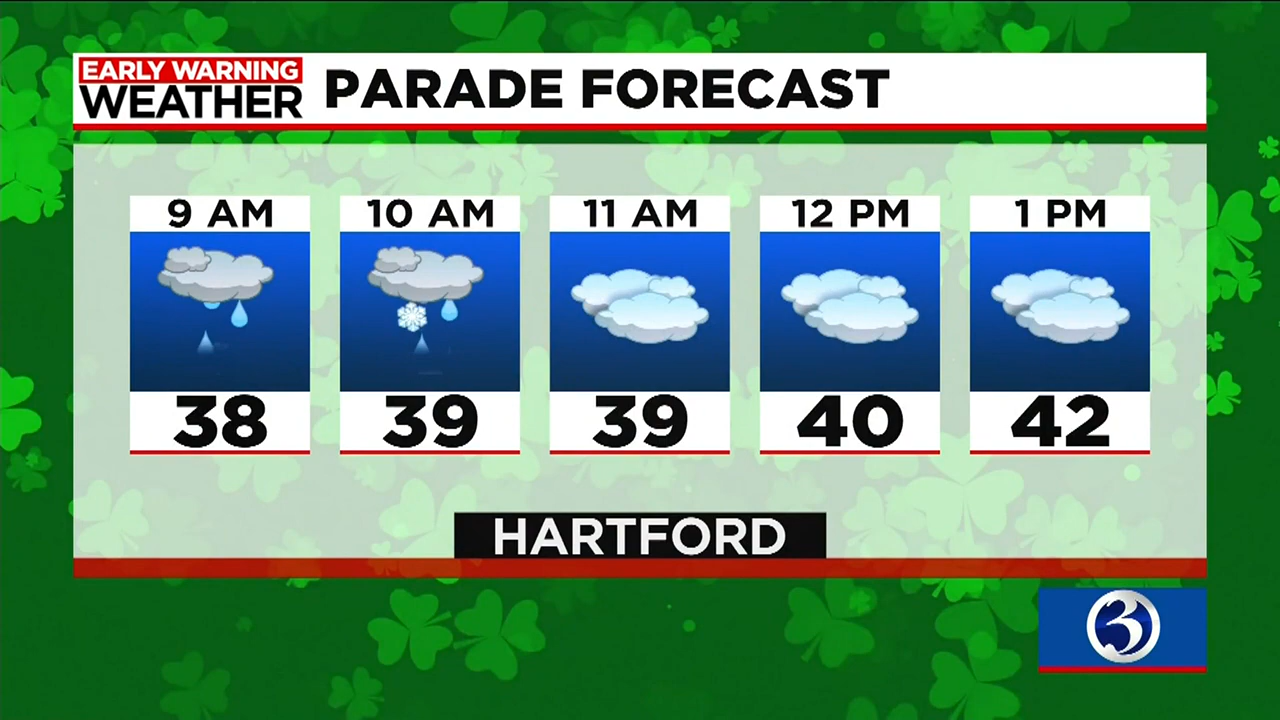 EARLY WARNING
WEATHER
PARADE FORECAST
9 AM
10 AM
11 AM
12 PM
1 PM
38
39
39
40
42
HARTFORD
3